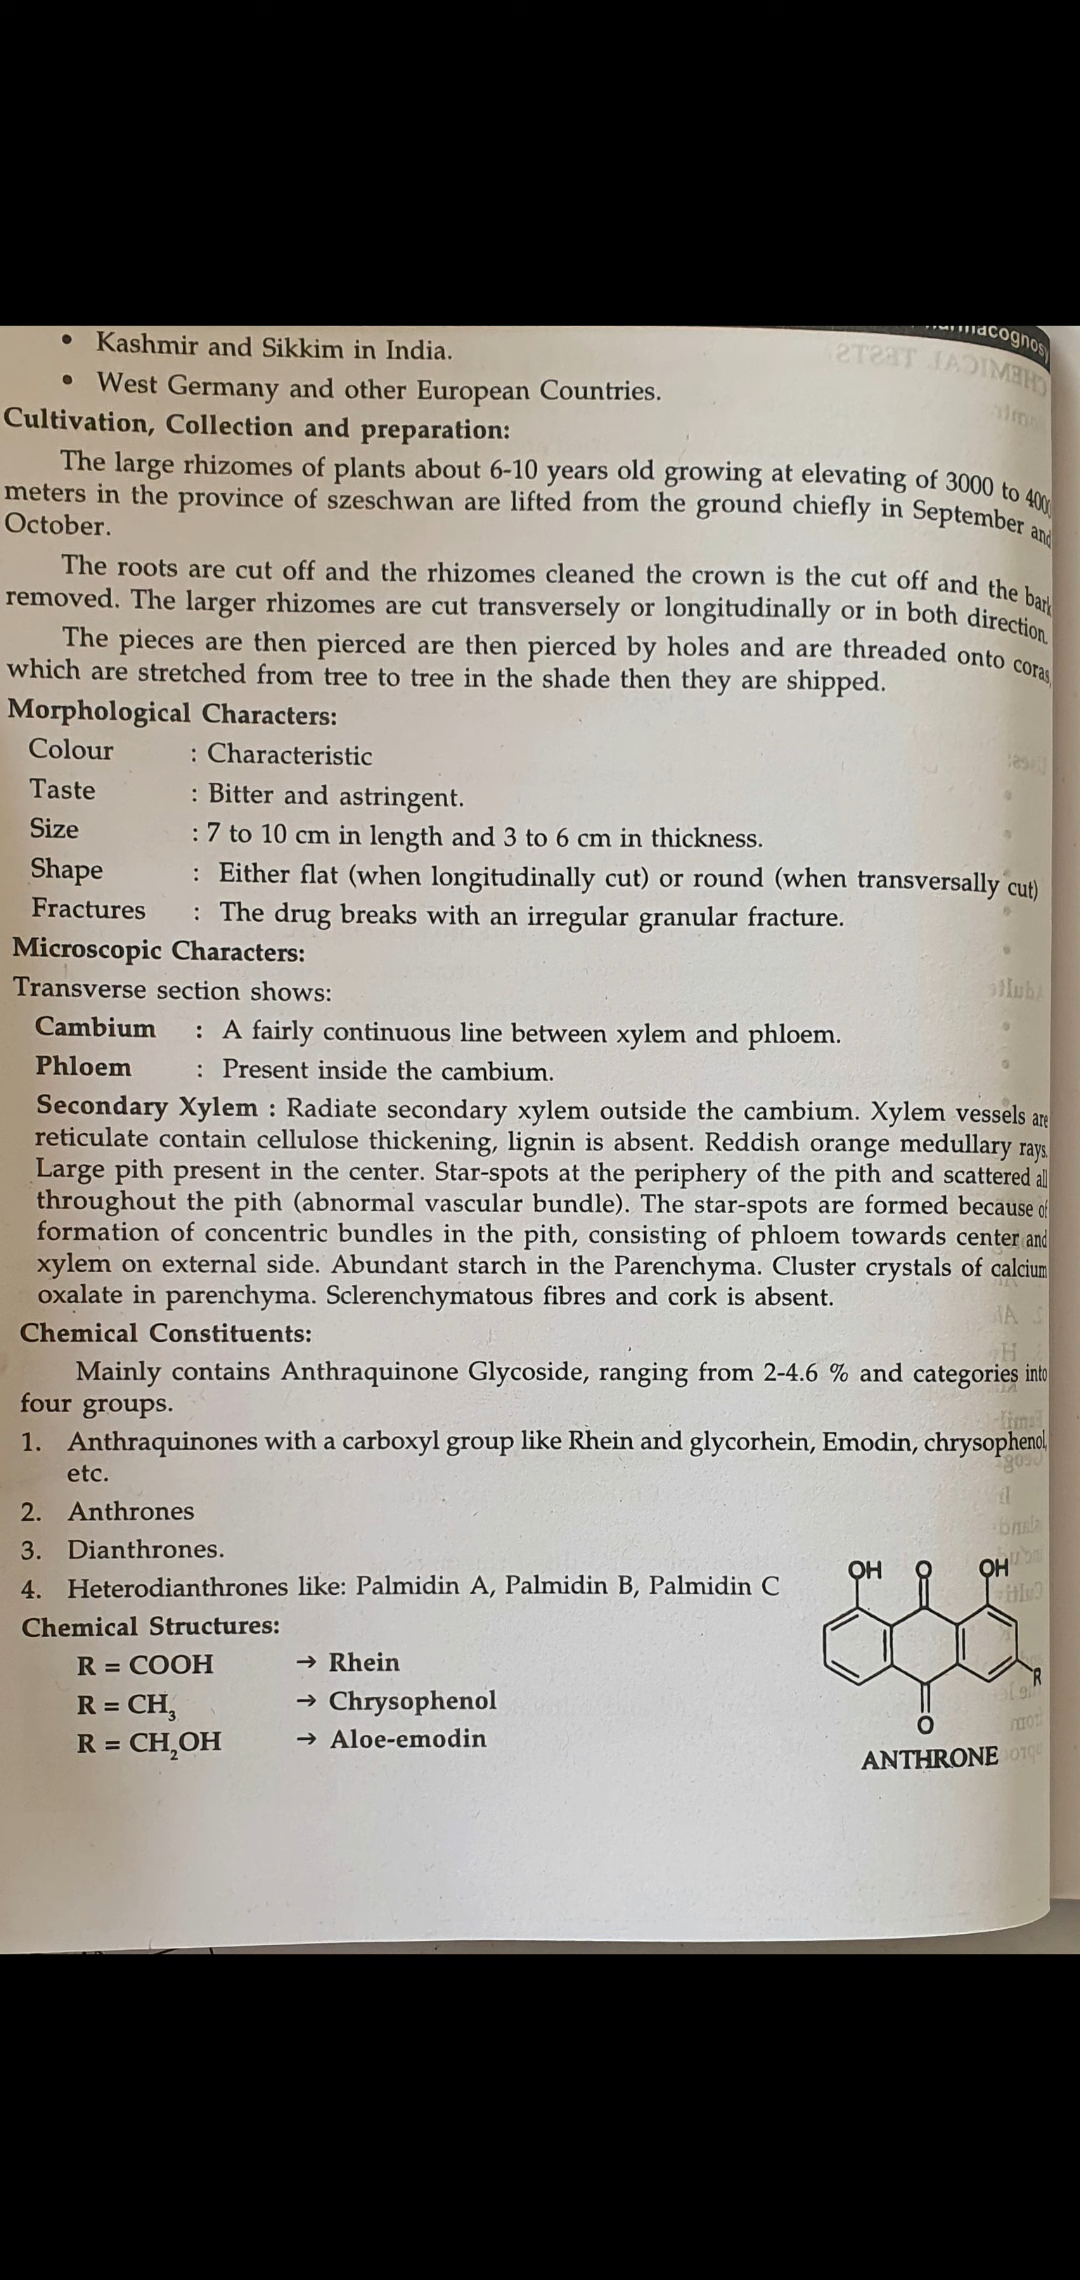 • Kashmir and Sikkim in India.
• West Germany and other European Countries.
Cultivation, Collection and preparation:
The large rhizomes of plants about 6-10 years old growing at elevating of 3000 to 400
meters in the province of szeschwan are lifted from the ground chiefly in September and
October.
The roots are cut off and the rhizomes cleaned the crown is the cut off and the bark
removed. The larger rhizomes are cut transversely or longitudinally or in both direction.
The pieces are then pierced are then pierced by holes and are threaded onto coras,
which are stretched from tree to tree in the shade then they are shipped.
Morphological Characters:
Colour : Characteristic
Taste : Bitter and astringent.
Size : 7 to 10 cm in length and 3 to 6 cm in thickness.
Shape : Either flat (when longitudinally cut) or round (when transversally cut)
Fractures : The drug breaks with an irregular granular fracture.
Microscopic Characters:
Transverse section shows:
Cambium : A fairly continuous line between xylem and phloem.
Phloem : Present inside the cambium.
Secondary Xylem : Radiate secondary xylem outside the cambium. Xylem vessels are
reticulate contain cellulose thickening, lignin is absent. Reddish orange medullary rays.
Large pith present in the center. Star-spots at the periphery of the pith and scattered all
throughout the pith (abnormal vascular bundle). The star-spots are formed because of
formation of concentric bundles in the pith, consisting of phloem towards center and
xylem on external side. Abundant starch in the Parenchyma. Cluster crystals of calcium
oxalate in parenchyma. Sclerenchymatous fibres and cork is absent.
Chemical Constituents:
Mainly contains Anthraquinone Glycoside, ranging from 2-4.6 % and categories into
four groups.
1. Anthraquinones with a carboxyl group like Rhein and glycorhein, Emodin, chrysophenol,
etc.
2. Anthrones
3. Dianthrones.
4. Heterodianthrones like: Palmidin A, Palmidin B, Palmidin C
Chemical Structures:
R = COOH → Rhein
R = CH₃ → Chrysophenol
R = CH₂OH → Aloe-emodin
OH O OH
R
O
ANTHRONE